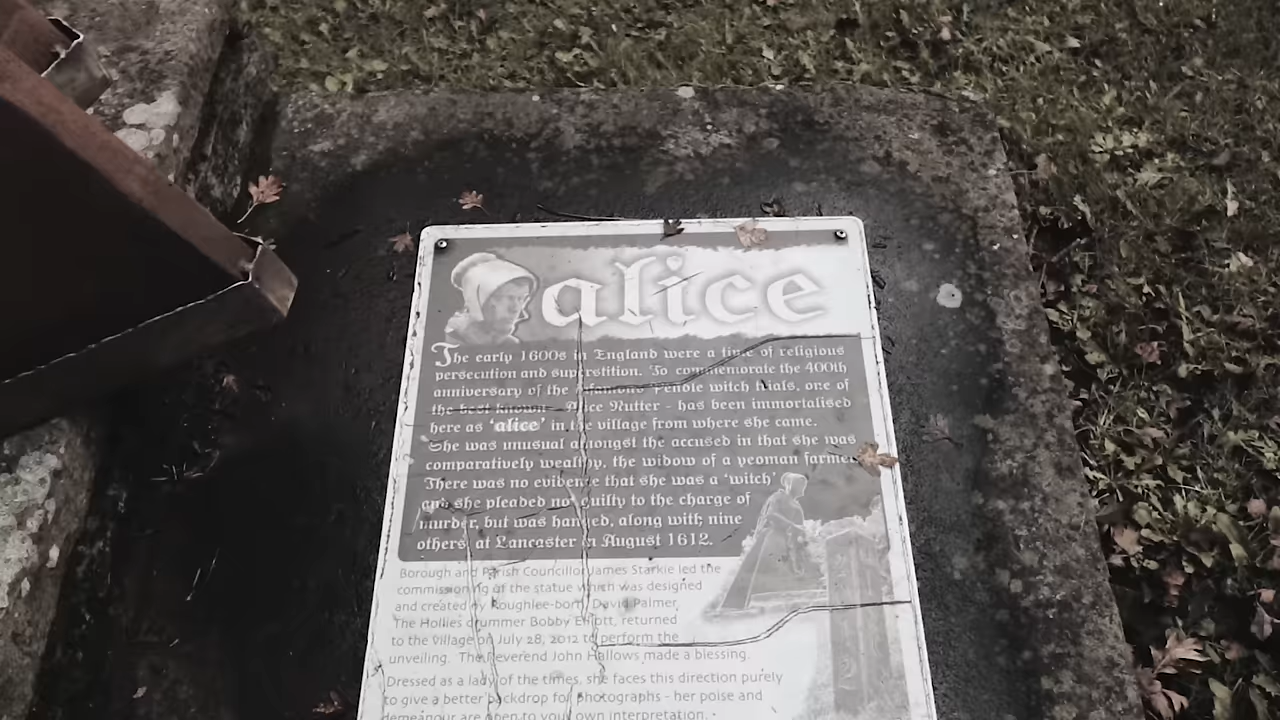 alice
The early 1600s in England were a time of religious
persecution and superstition. To commemorate the 400th
anniversary of the infamous Pendle witch trials, one of
the best known - Alice Nutter - has been immortalised
here as 'alice' in the village from where she came.
She was unusual amongst the accused in that she was
comparatively wealthy, the widow of a yeoman farmer
There was no evidence that she was a 'witch'
and she pleaded not guilty to the charge of
murder, but was hanged, along with nine
others, at Lancaster in August 1612.
Borough and Parish Councillor James Starkie led the
commissioning of the statue which was designed
and created by Roughlee-born David Palmer.
The Hollies drummer Bobby Elliott, returned
to the village on July 28, 2012 to perform the
unveiling. The Reverend John Hallows made a blessing.
Dressed as a lady of the times, she faces this direction purely
to give a better backdrop for photographs - her poise and
demeanour are open to your own interpretation.